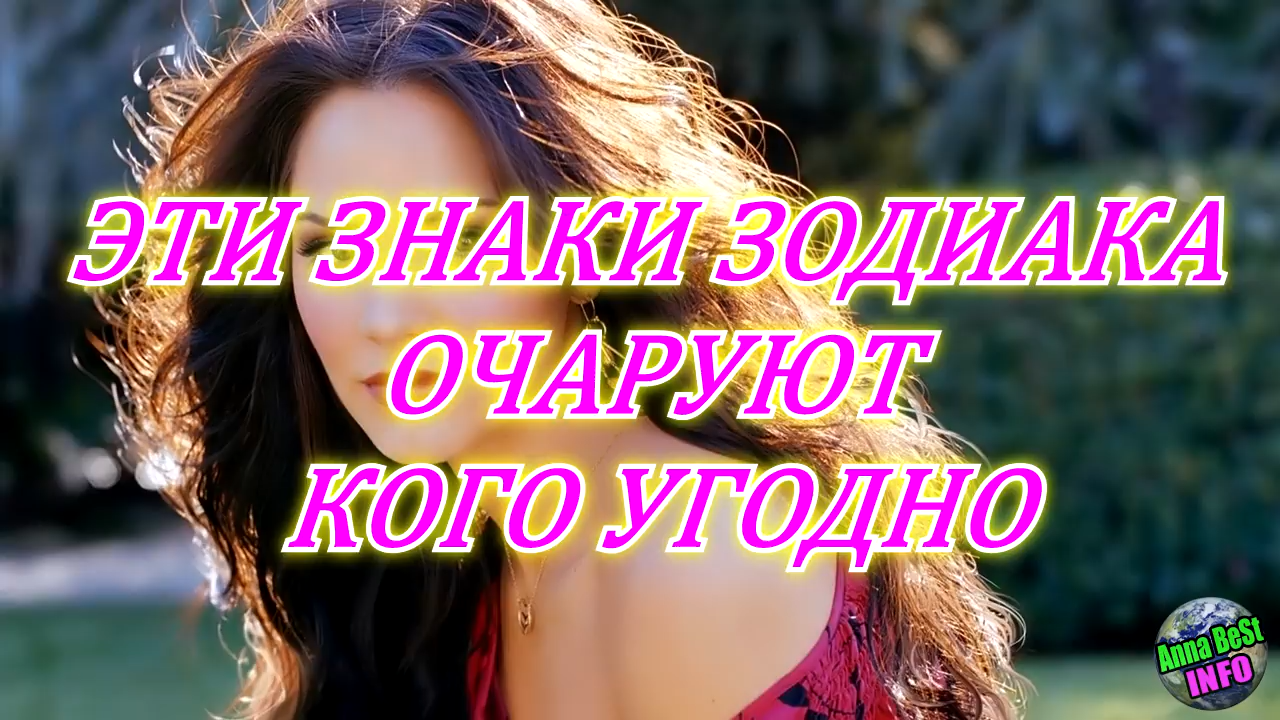 ЭТИ ЗНАКИ ЗОДИАКА
ОЧАРУЮТ
КОГО УГОДНО
Anna BeSt
INFO